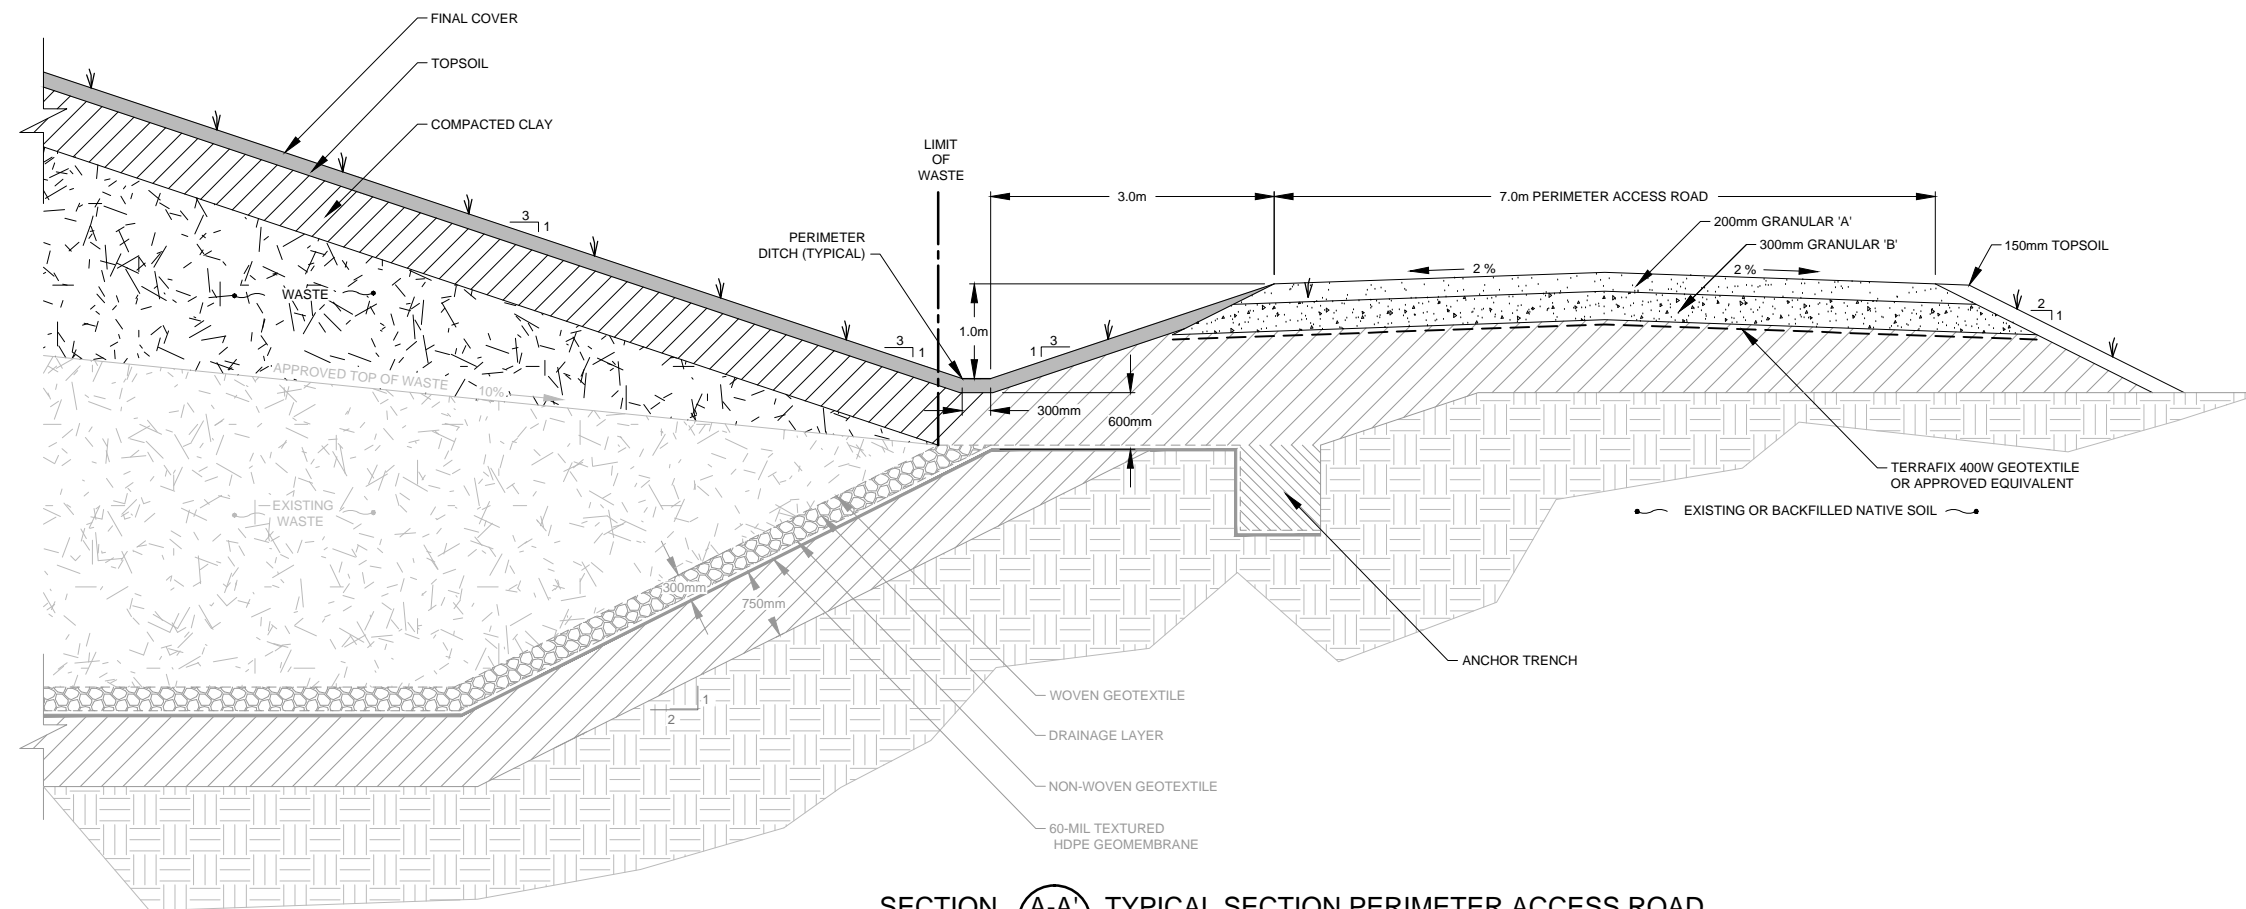 FINAL COVER
TOPSOIL
COMPACTED CLAY
LIMIT
OF
WASTE
3.0m
7.0m PERIMETER ACCESS ROAD
200mm GRANULAR 'A'
300mm GRANULAR 'B'
150mm TOPSOIL
3
1
PERIMETER
DITCH (TYPICAL)
2 %
2 %
WASTE
2
1
1.0m
3
1
3
1
APPROVED TOP OF WASTE
10%
300mm
600mm
TERRAFIX 400W GEOTEXTILE
OR APPROVED EQUIVALENT
EXISTING
WASTE
EXISTING OR BACKFILLED NATIVE SOIL
300mm
750mm
ANCHOR TRENCH
WOVEN GEOTEXTILE
1
2
DRAINAGE LAYER
NON-WOVEN GEOTEXTILE
60-MIL TEXTURED
HDPE GEOMEMBRANE
SECTION A-A' TYPICAL SECTION PERIMETER ACCESS ROAD